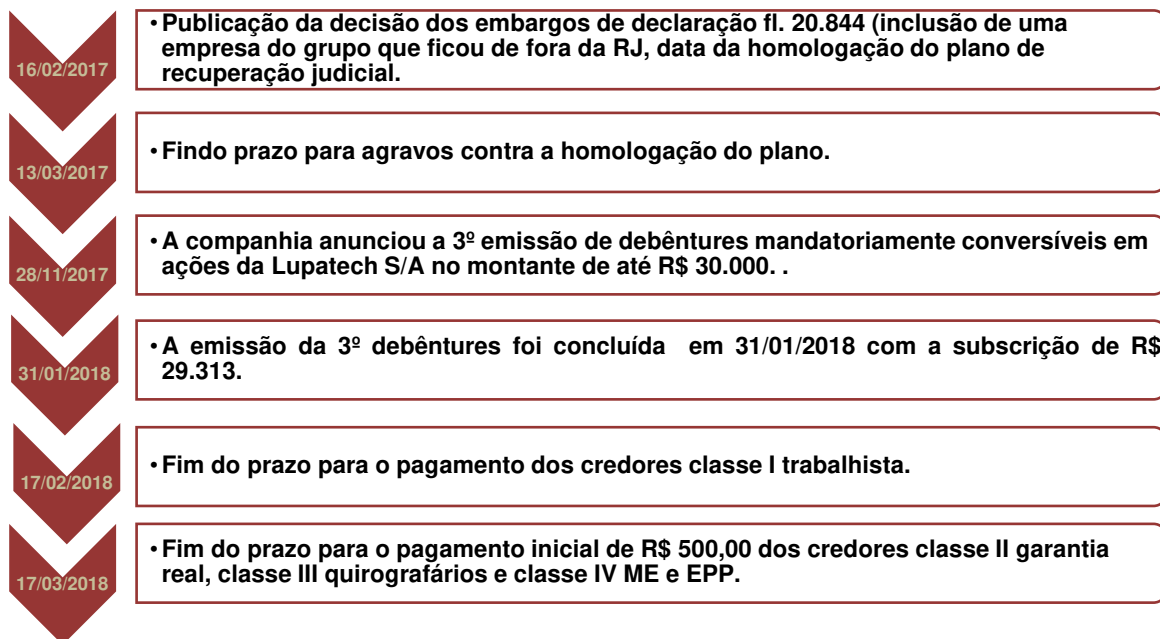 16/02/2017
•Publicação da decisão dos embargos de declaração fl. 20.844 (inclusão de uma
empresa do grupo que ficou de fora da RJ, data da homologação do plano de
recuperação judicial.
13/03/2017
•Findo prazo para agravos contra a homologação do plano.
28/11/2017
•A companhia anunciou a 3º emissão de debêntures mandatoriamente conversíveis em
ações da Lupatech S/A no montante de até R$ 30.000. .
31/01/2018
•A emissão da 3º debêntures foi concluída em 31/01/2018 com a subscrição de R$
29.313.
17/02/2018
•Fim do prazo para o pagamento dos credores classe I trabalhista.
17/03/2018
•Fim do prazo para o pagamento inicial de R$ 500,00 dos credores classe II garantia
real, classe III quirografários e classe IV ME e EPP.